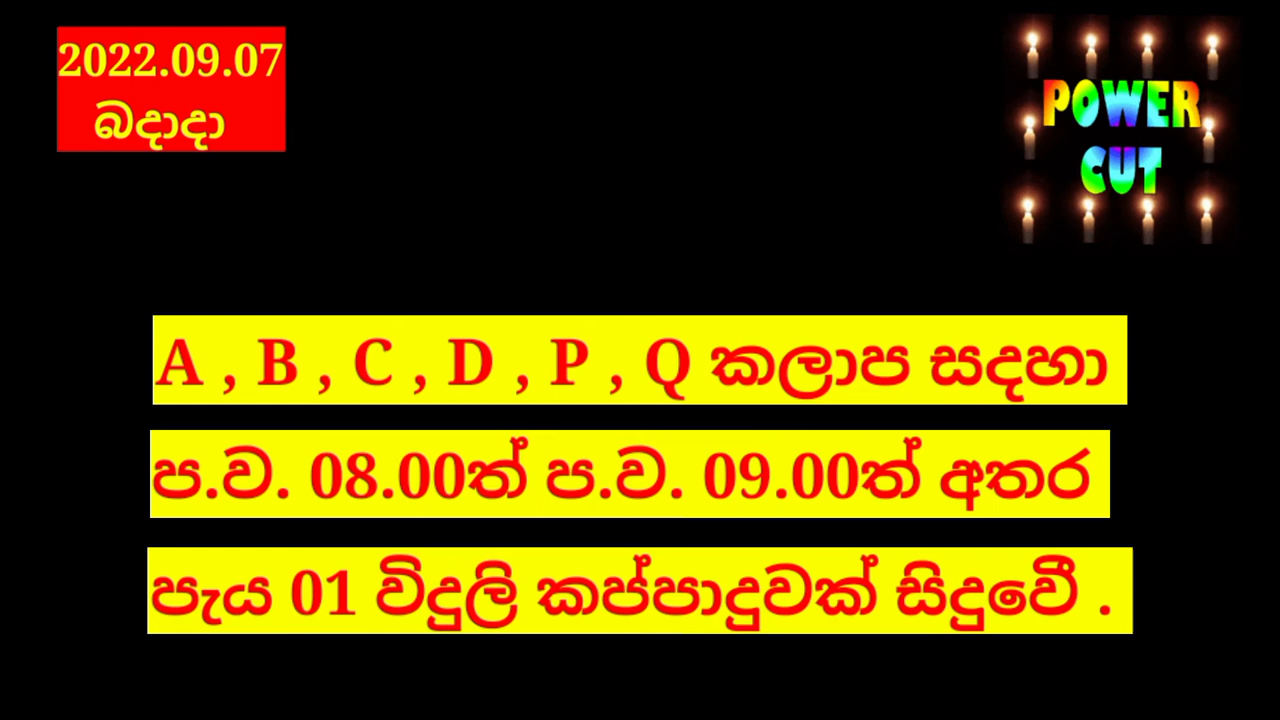 2022.09.07
බදාදා
POWER
CUT
A , B , C , D , P , Q කලාප සදහා
ප.ව. 08.00ත් ප.ව. 09.00ත් අතර
පැය 01 විදුලි කප්පාදුවක් සිදුවේ .